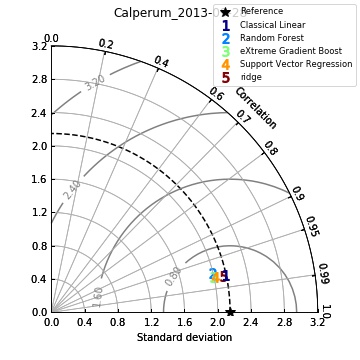 Calperum_2013-
Reference
1 Classical Linear
2 Random Forest
3 eXtreme Gradient Boost
4 Support Vector Regression
5 ridge
0.0 0.2 0.4 0.6 0.7 0.8 0.9 0.95 0.99 1.0
Correlation
3.2
2.8
2.4
2.0
1.6
1.2
0.8
0.4
0.0
3.20
2.40
1.60
0.80
2 4 5
0.0 0.4 0.8 1.2 1.6 2.0 2.4 2.8 3.2
Standard deviation